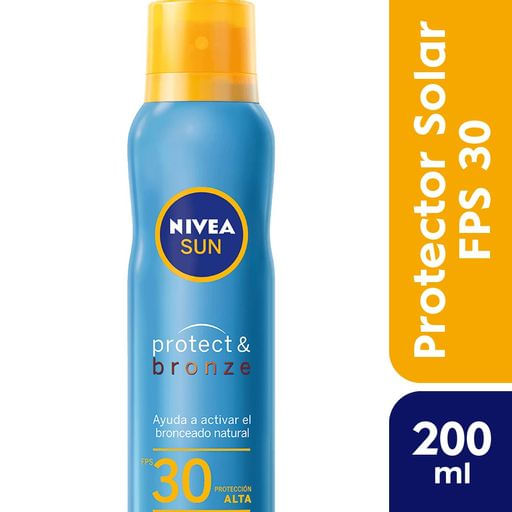 NIVEA
SUN
protect &
bronze
Ayuda a activar el
bronceado natural
FPS
30
PROTECCIÓN
ALTA
Protector Solar
FPS 30
200
ml